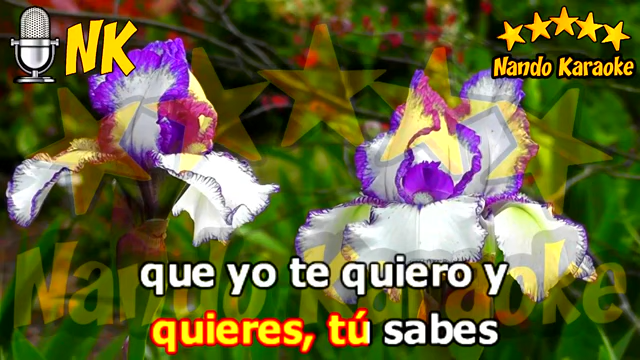 NK
Nando Karaoke
que yo te quiero y
quieres, tú sabes
Nando Karaoke